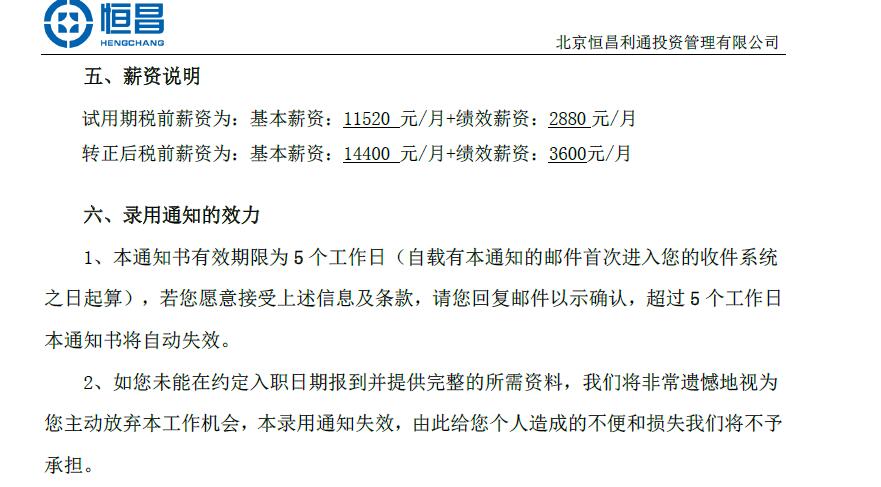 恒昌
HENGCHANG
北京恒昌利通投资管理有限公司
五、薪资说明
试用期税前薪资为：基本薪资：11520 元/月+绩效薪资：2880 元/月
转正后税前薪资为：基本薪资：14400 元/月+绩效薪资：3600元/月
六、录用通知的效力
1、本通知书有效期限为 5 个工作日（自载有本通知的邮件首次进入您的收件系统
之日起算），若您愿意接受上述信息及条款，请您回复邮件以示确认，超过 5 个工作日
本通知书将自动失效。
2、如您未能在约定入职日期报到并提供完整的所需资料，我们将非常遗憾地视为
您主动放弃本工作机会，本录用通知失效，由此给您个人造成的不便和损失我们将不予
承担。